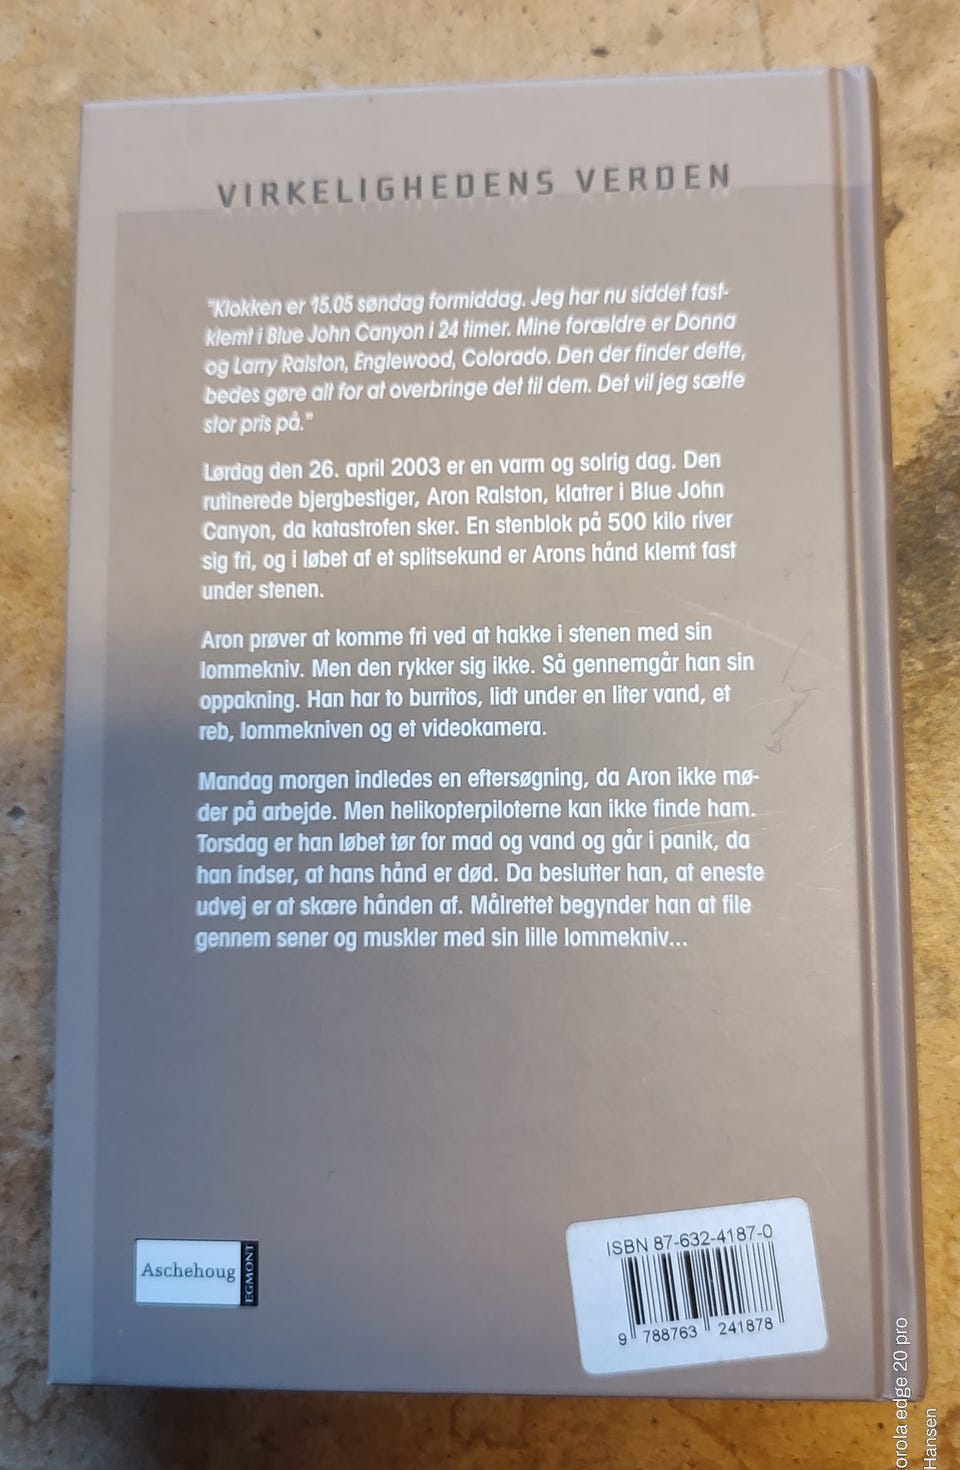 VIRKELIGHEDENS VERDEN
"Klokken er 15.05 søndag formiddag. Jeg har nu siddet fast-
klemt i Blue John Canyon i 24 timer. Mine forældre er Donna
og Larry Ralston, Englewood, Colorado. Den der finder dette,
bedes gøre alt for at overbringe det til dem. Det vil jeg sætte
stor pris på."
Lørdag den 26. april 2003 er en varm og solrig dag. Den
rutinerede bjergbestiger, Aron Ralston, klatrer i Blue John
Canyon, da katastrofen sker. En stenblok på 500 kilo river
sig fri, og i løbet af et splitsekund er Arons hånd klemt fast
under stenen.
Aron prøver at komme fri ved at hakke i stenen med sin
lommekniv. Men den rykker sig ikke. Så gennemgår han sin
oppakning. Han har to burritos, lidt under en liter vand, et
reb, lommekniven og et videokamera.
Mandag morgen indledes en eftersøgning, da Aron ikke mø-
der på arbejde. Men helikopterpiloterne kan ikke finde ham.
Torsdag er han løbet tør for mad og vand og går i panik, da
han indser, at hans hånd er død. Da beslutter han, at eneste
udvej er at skære hånden af. Målrettet begynder han at file
gennem sener og muskler med sin lille lommekniv...
Aschehoug
EGMONT
ISBN 87-632-4187-0
9 788763 241878
orola edge 20 pro
Hansen